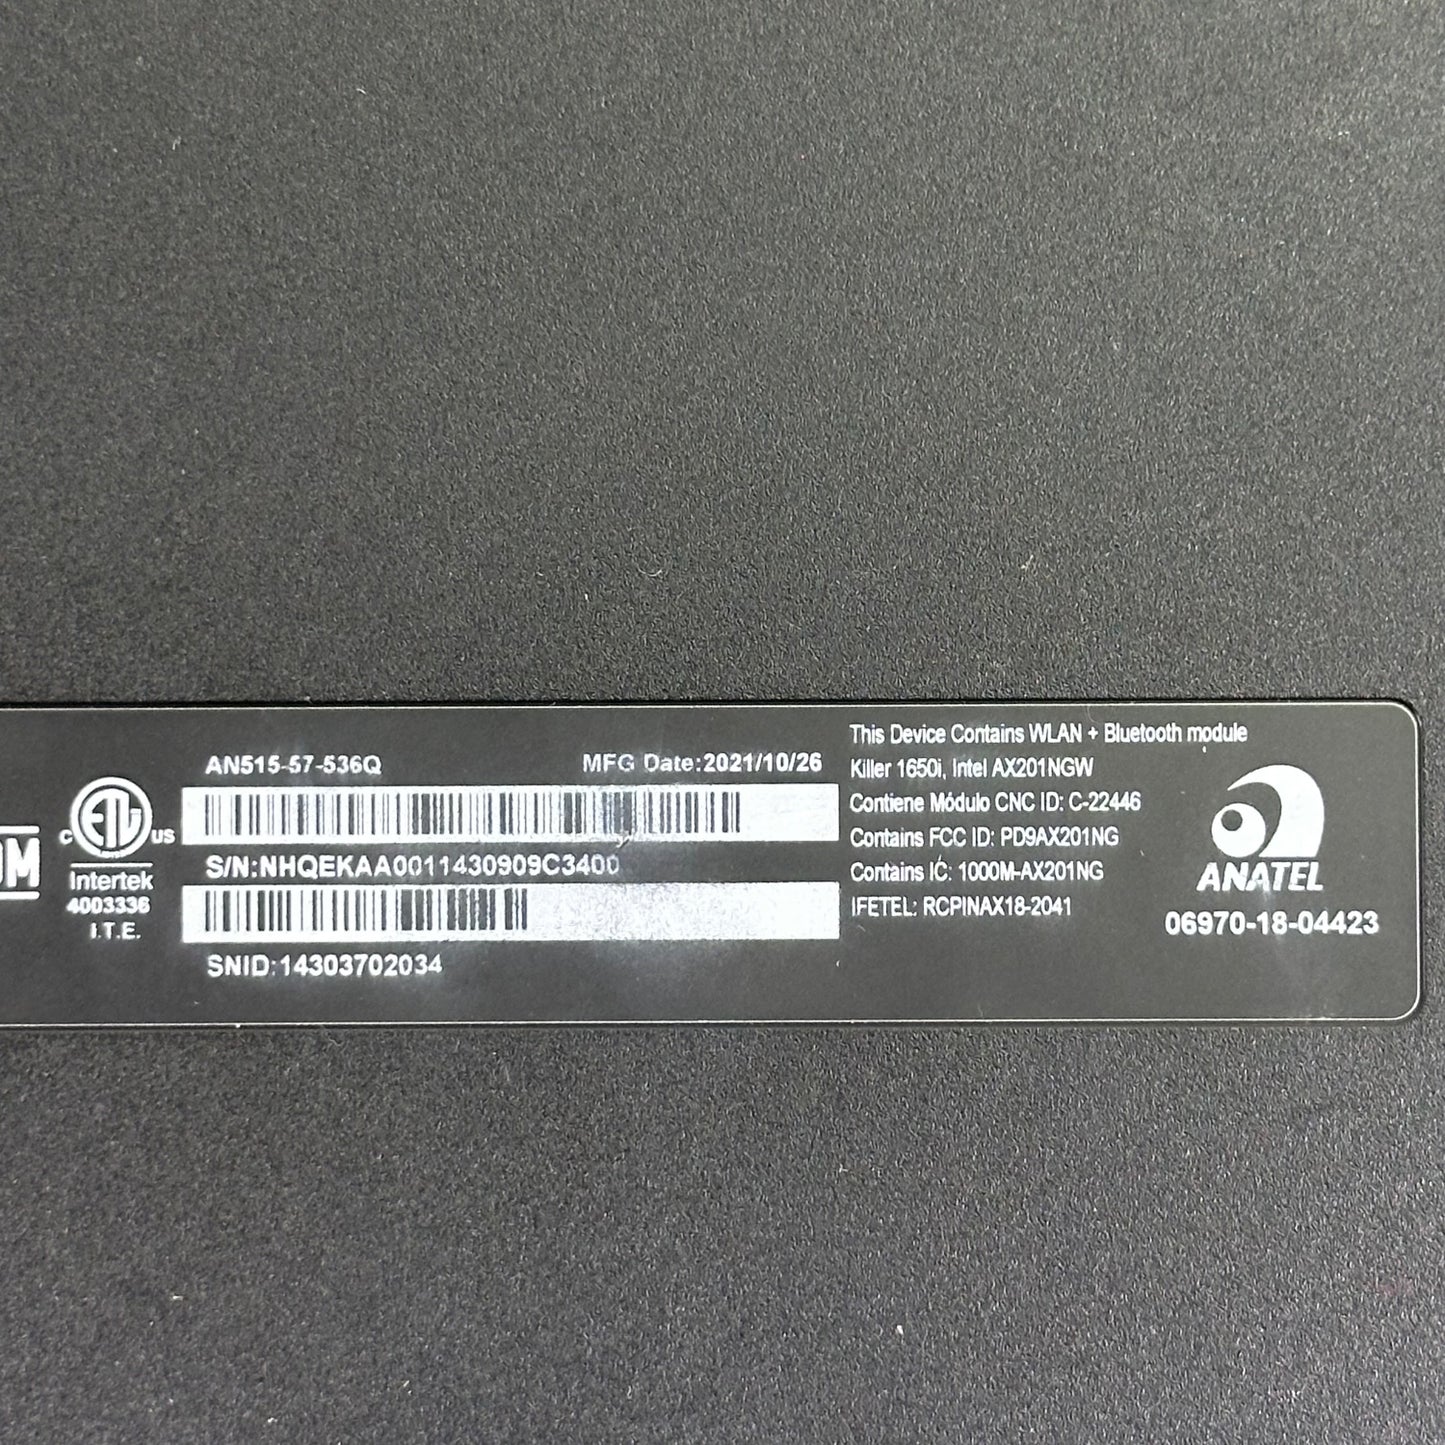 AN515-57-536Q MFG Date:2021/10/26
S/N:NHQEKAA0011430909C3400
SNID:14303702034
C ETL US
Intertek
4003336
I.T.E.
This Device Contains WLAN + Bluetooth module
Killer 1650i, Intel AX201NGW
Contiene Módulo CNC ID: C-22446
Contains FCC ID: PD9AX201NG
Contains IC: 1000M-AX201NG
IFETEL: RCPINAX18-2041
ANATEL
06970-18-04423